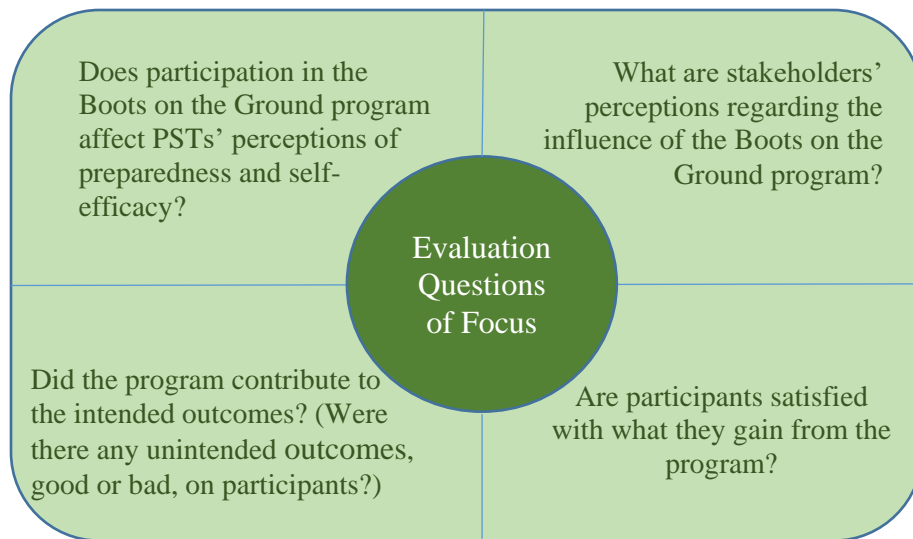 Does participation in the
Boots on the Ground program
affect PSTs’ perceptions of
preparedness and self-
efficacy?
What are stakeholders’
perceptions regarding the
influence of the Boots on the
Ground program?
Evaluation
Questions
of Focus
Did the program contribute to
the intended outcomes? (Were
there any unintended outcomes,
good or bad, on participants?)
Are participants satisfied
with what they gain from the
program?